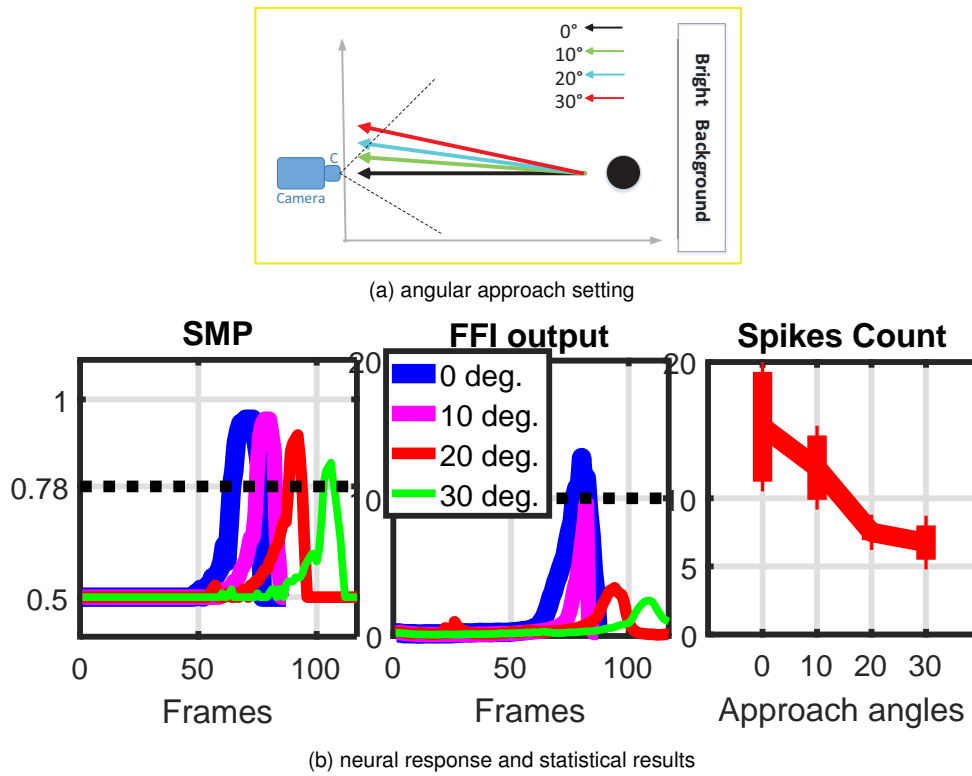 0°
10°
20°
30°
Bright Background
C
Camera
(a) angular approach setting
SMP
FFI output
Spikes Count
1
0.78
0.5
0 50 100
Frames
20
10
0
0 deg.
10 deg.
20 deg.
30 deg.
0 50 100
Frames
20
10
5
0
0 10 20 30
Approach angles
(b) neural response and statistical results